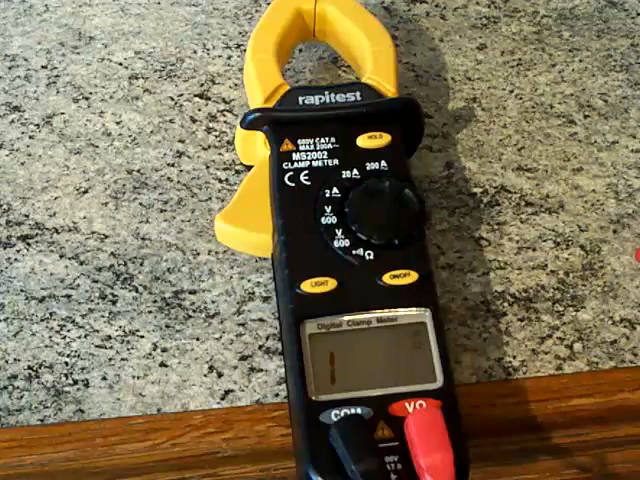 rapitest
600V CAT.II
MAX 200A~
MS2002
CLAMP METER
CE
HOLD
200A
20A
2A
V
600
V
600
Ω
LIGHT
ON/OFF
Digital Clamp Meter
1
COM
VΩ